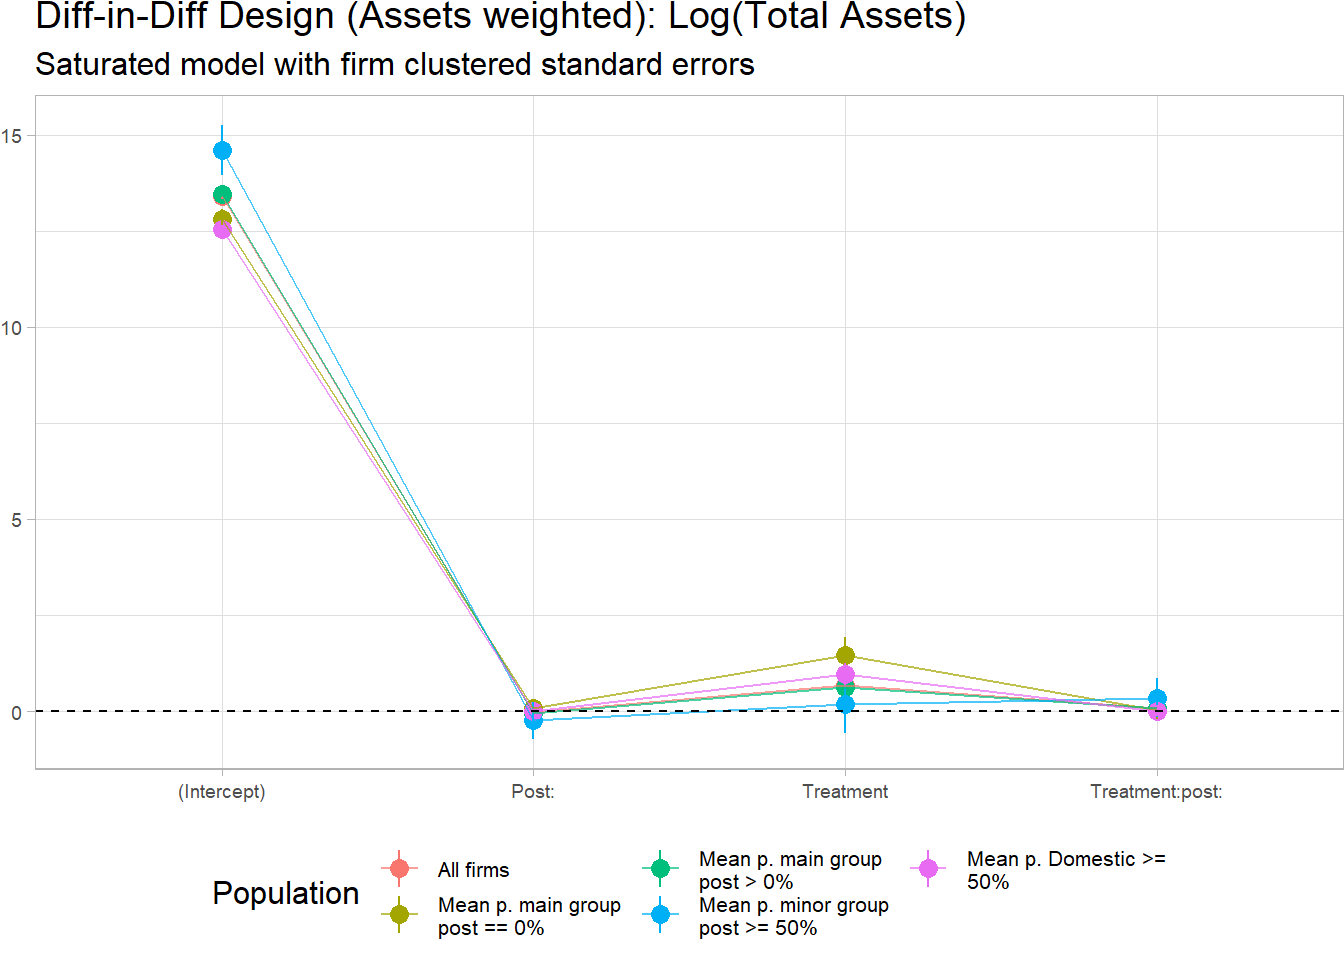 Diff-in-Diff Design (Assets weighted): Log(Total Assets)
Saturated model with firm clustered standard errors
15
10
5
0
(Intercept)
Post:
Treatment
Treatment:post:
Population
All firms
Mean p. main group
post == 0%
Mean p. main group
post > 0%
Mean p. minor group
post >= 50%
Mean p. Domestic >=
50%